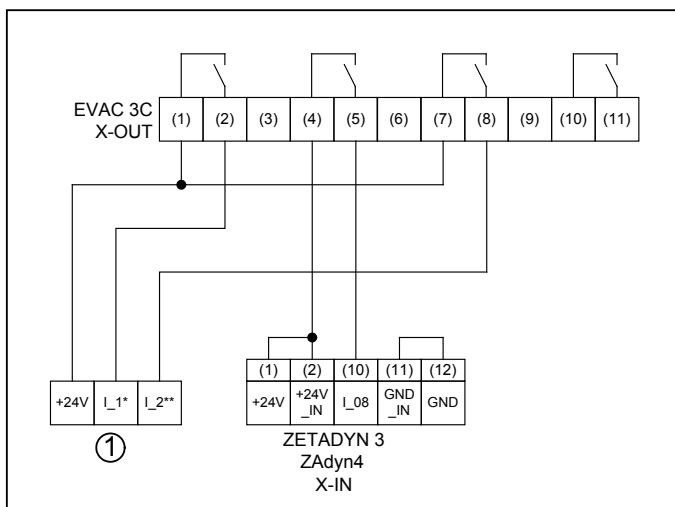 EVAC 3C
X-OUT
(1) (2) (3) (4) (5) (6) (7) (8) (9) (10) (11)
(1) (2) (10) (11) (12)
+24V I_1* I_2**
+24V +24V _IN I_08 GND _IN GND
①
ZETADYN 3
ZAdyn4
X-IN